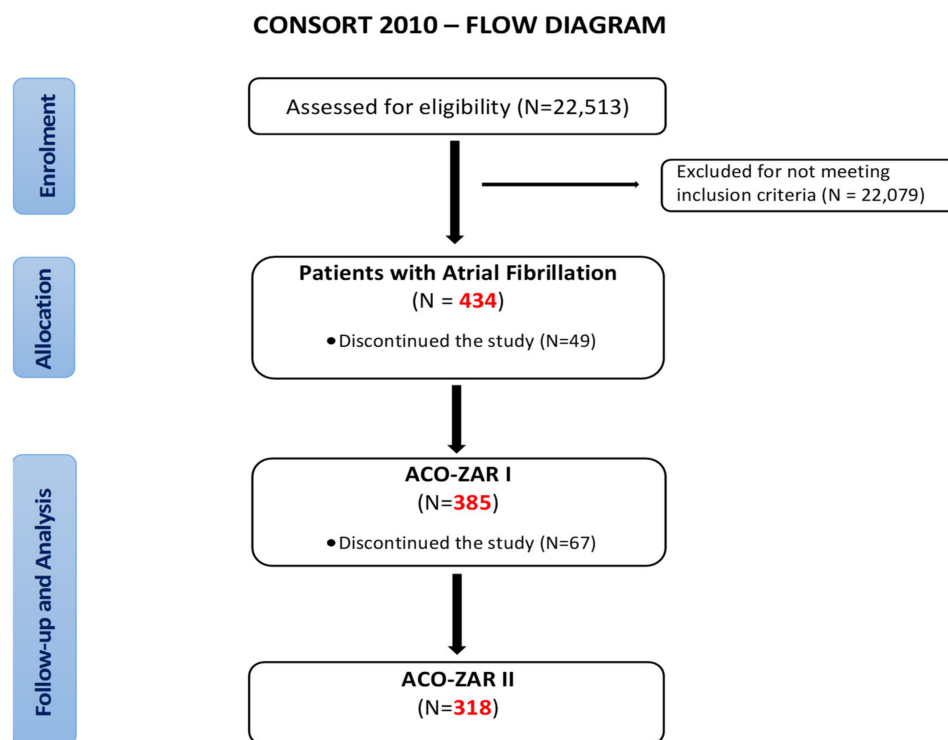 CONSORT 2010 – FLOW DIAGRAM
Enrolment
Assessed for eligibility (N=22,513)
Excluded for not meeting
inclusion criteria (N = 22,079)
Allocation
Patients with Atrial Fibrillation
(N = 434)
•Discontinued the study (N=49)
Follow-up and Analysis
ACO-ZAR I
(N=385)
•Discontinued the study (N=67)
ACO-ZAR II
(N=318)